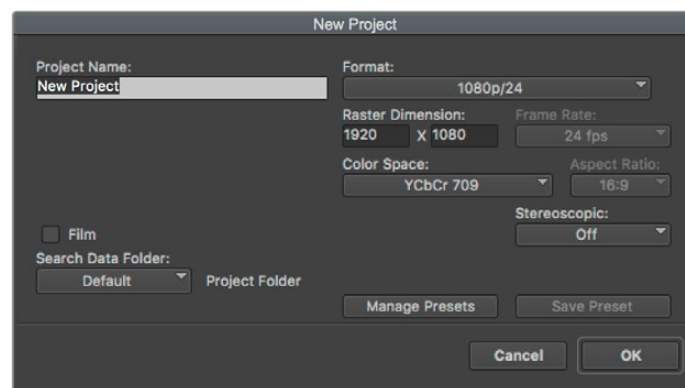 New Project
Project Name:
New Project
Format:
1080p/24
Raster Dimension:
1920 X 1080
Frame Rate:
24 fps
Color Space:
YCbCr 709
Aspect Ratio:
16:9
Stereoscopic:
Off
Film
Search Data Folder:
Default Project Folder
Manage Presets Save Preset
Cancel OK